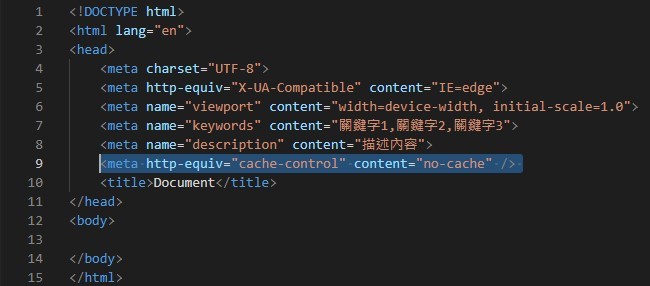 1 <!DOCTYPE html>
2 <html lang="en">
3 <head>
4 <meta charset="UTF-8">
5 <meta http-equiv="X-UA-Compatible" content="IE=edge">
6 <meta name="viewport" content="width=device-width, initial-scale=1.0">
7 <meta name="keywords" content="關鍵字1,關鍵字2,關鍵字3">
8 <meta name="description" content="描述內容">
9 <meta http-equiv="cache-control" content="no-cache" />
10 <title>Document</title>
11 </head>
12 <body>
13
14 </body>
15 </html>